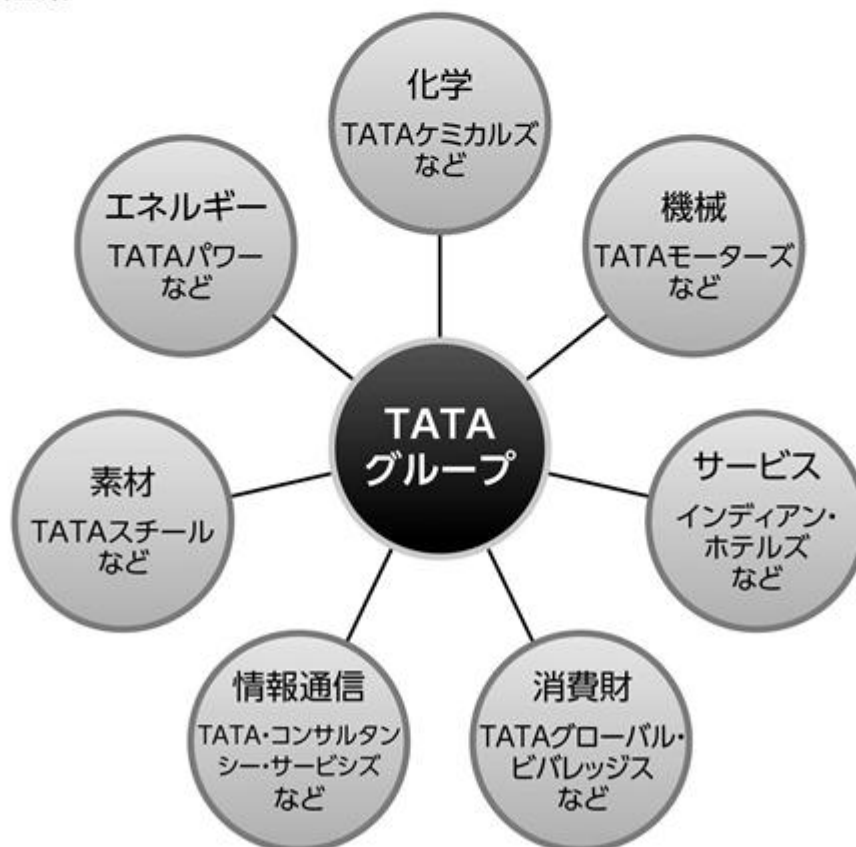 化学
TATAケミカルズ
など
機械
TATAモーターズ
など
サービス
インディアン・
ホテルズ
など
消費財
TATAグローバル・
ビバレッジス
など
情報通信
TATA・コンサルタン
シー・サービシズ
など
素材
TATAスチール
など
エネルギー
TATAパワー
など
TATA
グループ